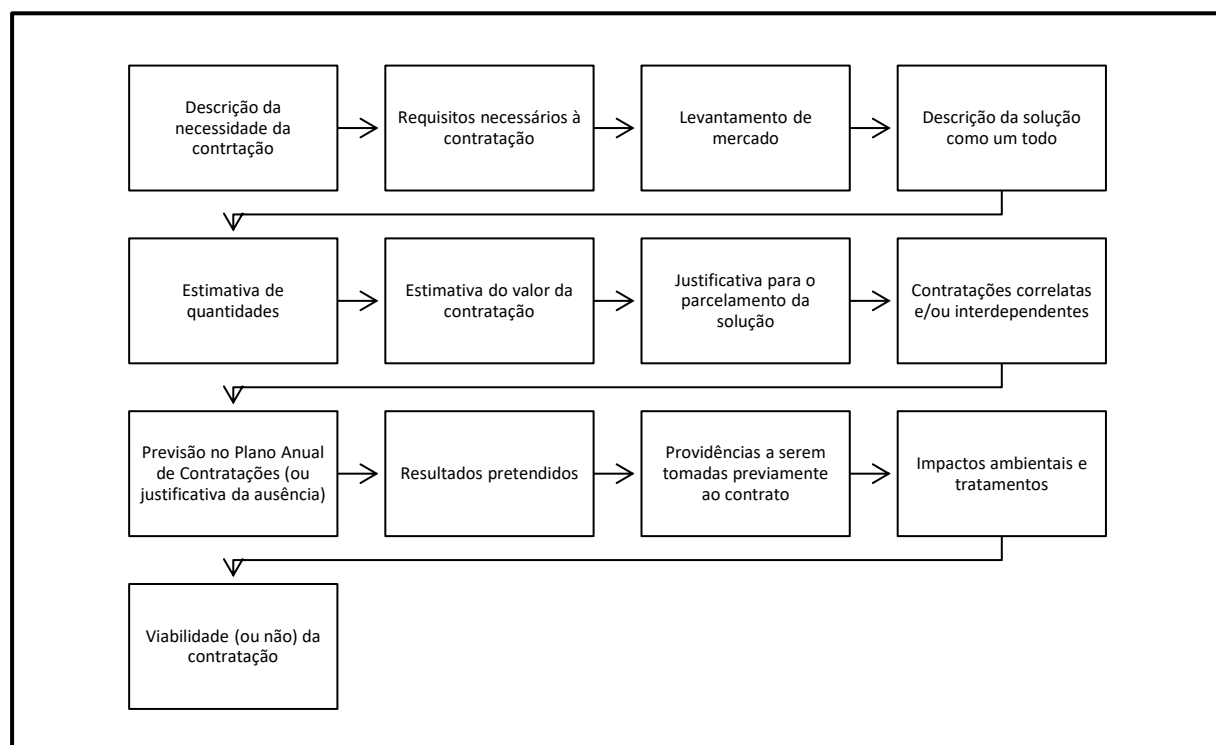 Descrição da
necessidade da
contrtação
Requisitos necessários à
contratação
Levantamento de
mercado
Descrição da solução
como um todo
Estimativa de
quantidades
Estimativa do valor da
contratação
Justificativa para o
parcelamento da
solução
Contratações correlatas
e/ou interdependentes
Previsão no Plano Anual
de Contratações (ou
justificativa da ausência)
Resultados pretendidos
Providências a serem
tomadas previamente
ao contrato
Impactos ambientais e
tratamentos
Viabilidade (ou não) da
contratação